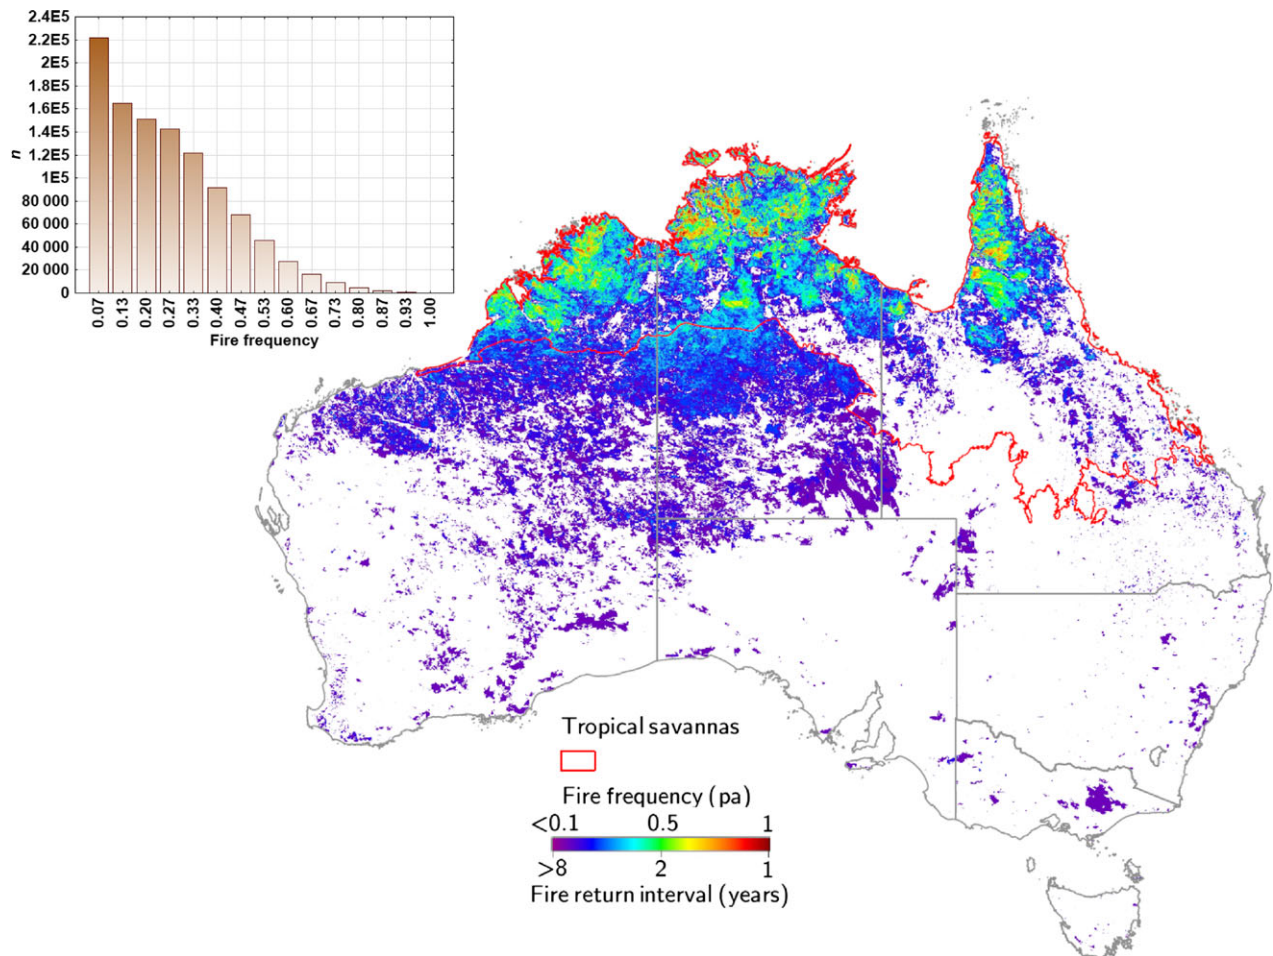 2.4E5
2.2E5
2E5
1.8E5
1.6E5
1.4E5
1.2E5
1E5
80 000
60 000
40 000
20 000
0
n
0.07 0.13 0.20 0.27 0.33 0.40 0.47 0.53 0.60 0.67 0.73 0.80 0.87 0.93 1.00
Fire frequency
Tropical savannas
Fire frequency (pa)
<0.1 0.5 1
>8 2 1
Fire return interval (years)